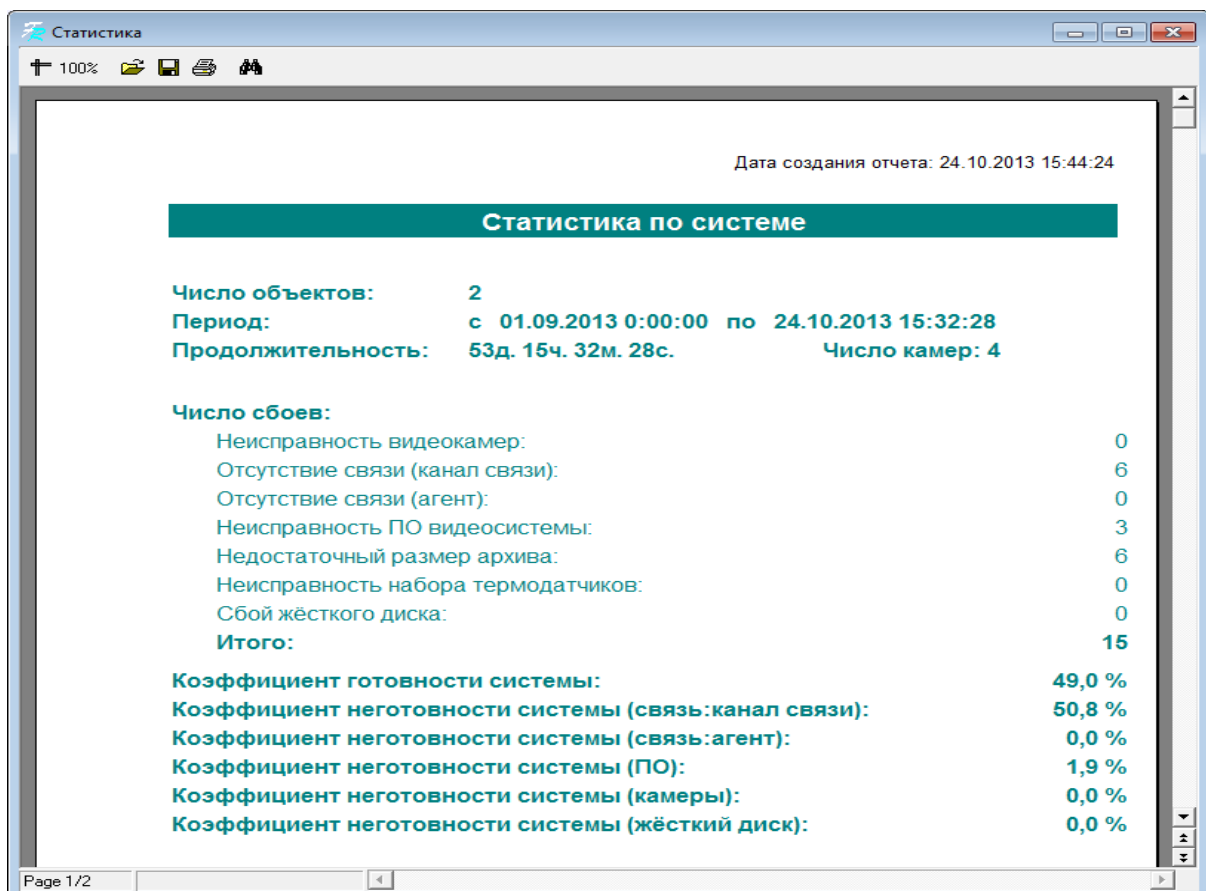 Статистика
100%
Дата создания отчета: 24.10.2013 15:44:24
Статистика по системе
Число объектов: 2
Период: с 01.09.2013 0:00:00 по 24.10.2013 15:32:28
Продолжительность: 53д. 15ч. 32м. 28с. Число камер: 4
Число сбоев:
Неисправность видеокамер: 0
Отсутствие связи (канал связи): 6
Отсутствие связи (агент): 0
Неисправность ПО видеосистемы: 3
Недостаточный размер архива: 6
Неисправность набора термодатчиков: 0
Сбой жёсткого диска: 0
Итого: 15
Коэффициент готовности системы: 49,0 %
Коэффициент неготовности системы (связь:канал связи): 50,8 %
Коэффициент неготовности системы (связь:агент): 0,0 %
Коэффициент неготовности системы (ПО): 1,9 %
Коэффициент неготовности системы (камеры): 0,0 %
Коэффициент неготовности системы (жёсткий диск): 0,0 %
Page 1/2